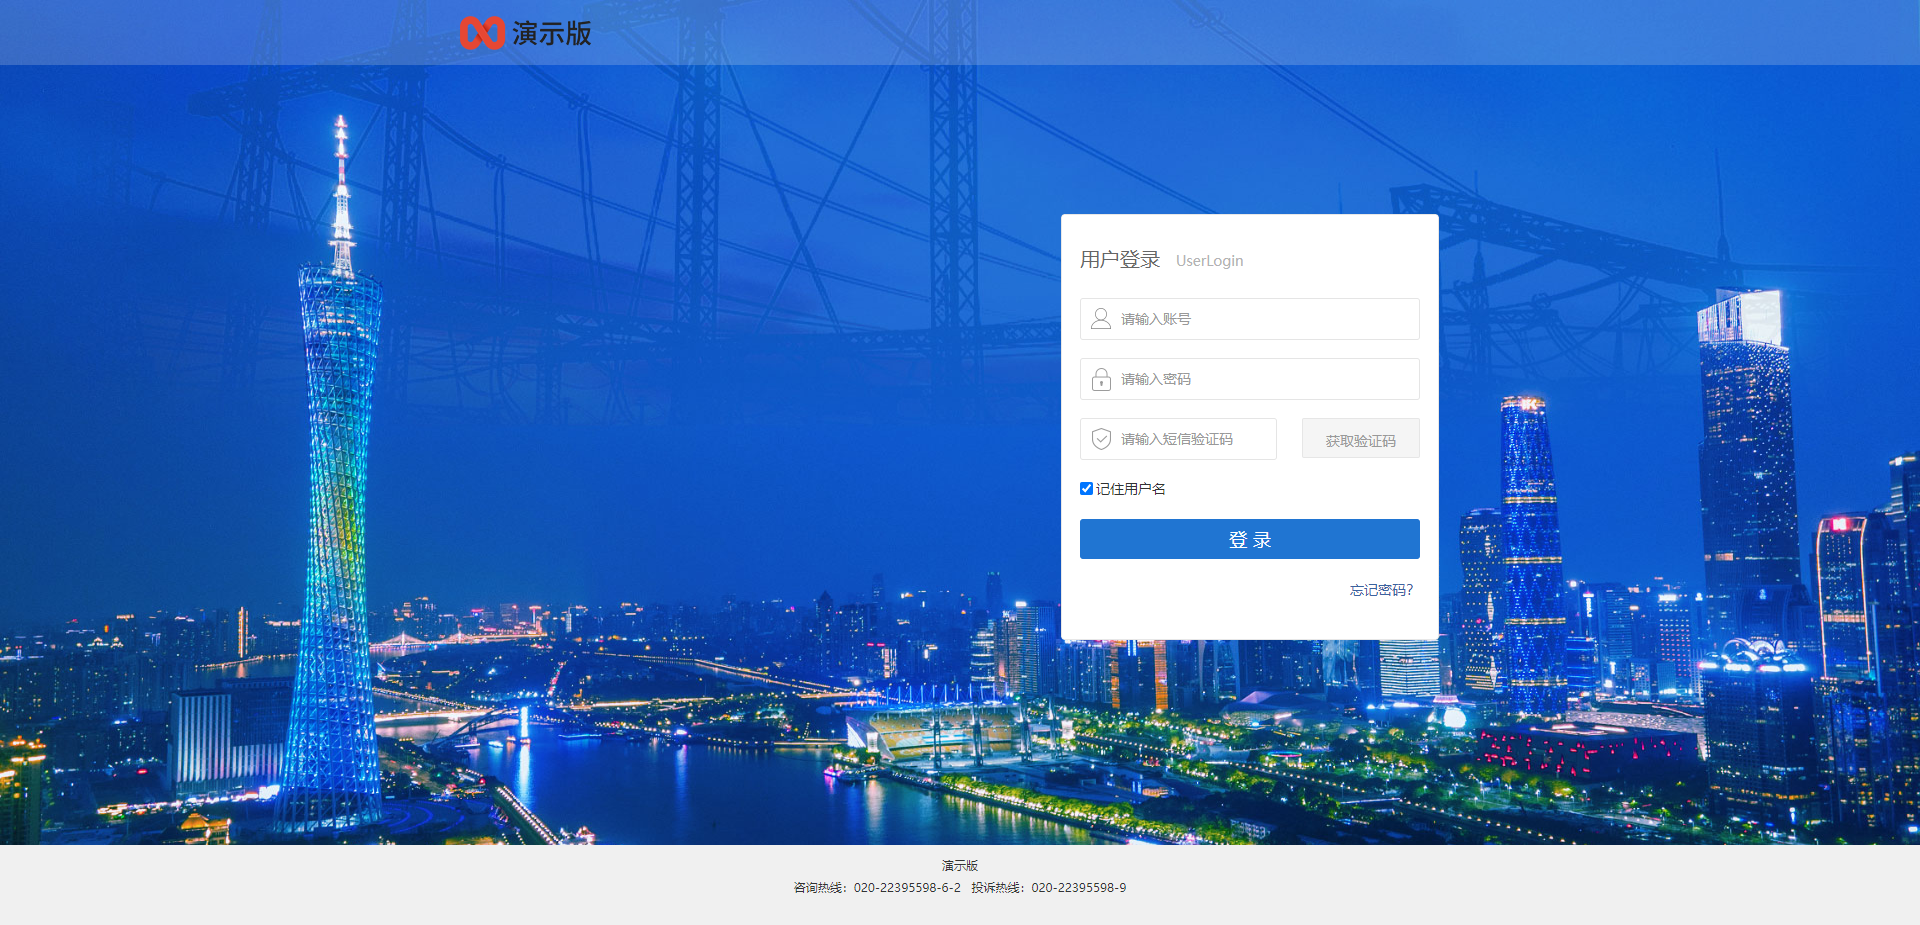 演示版
用户登录 UserLogin
请输入账号
请输入密码
请输入短信验证码 获取验证码
记住用户名
登 录
忘记密码?
演示版
咨询热线：020-22395598-6-2 投诉热线：020-22395598-9